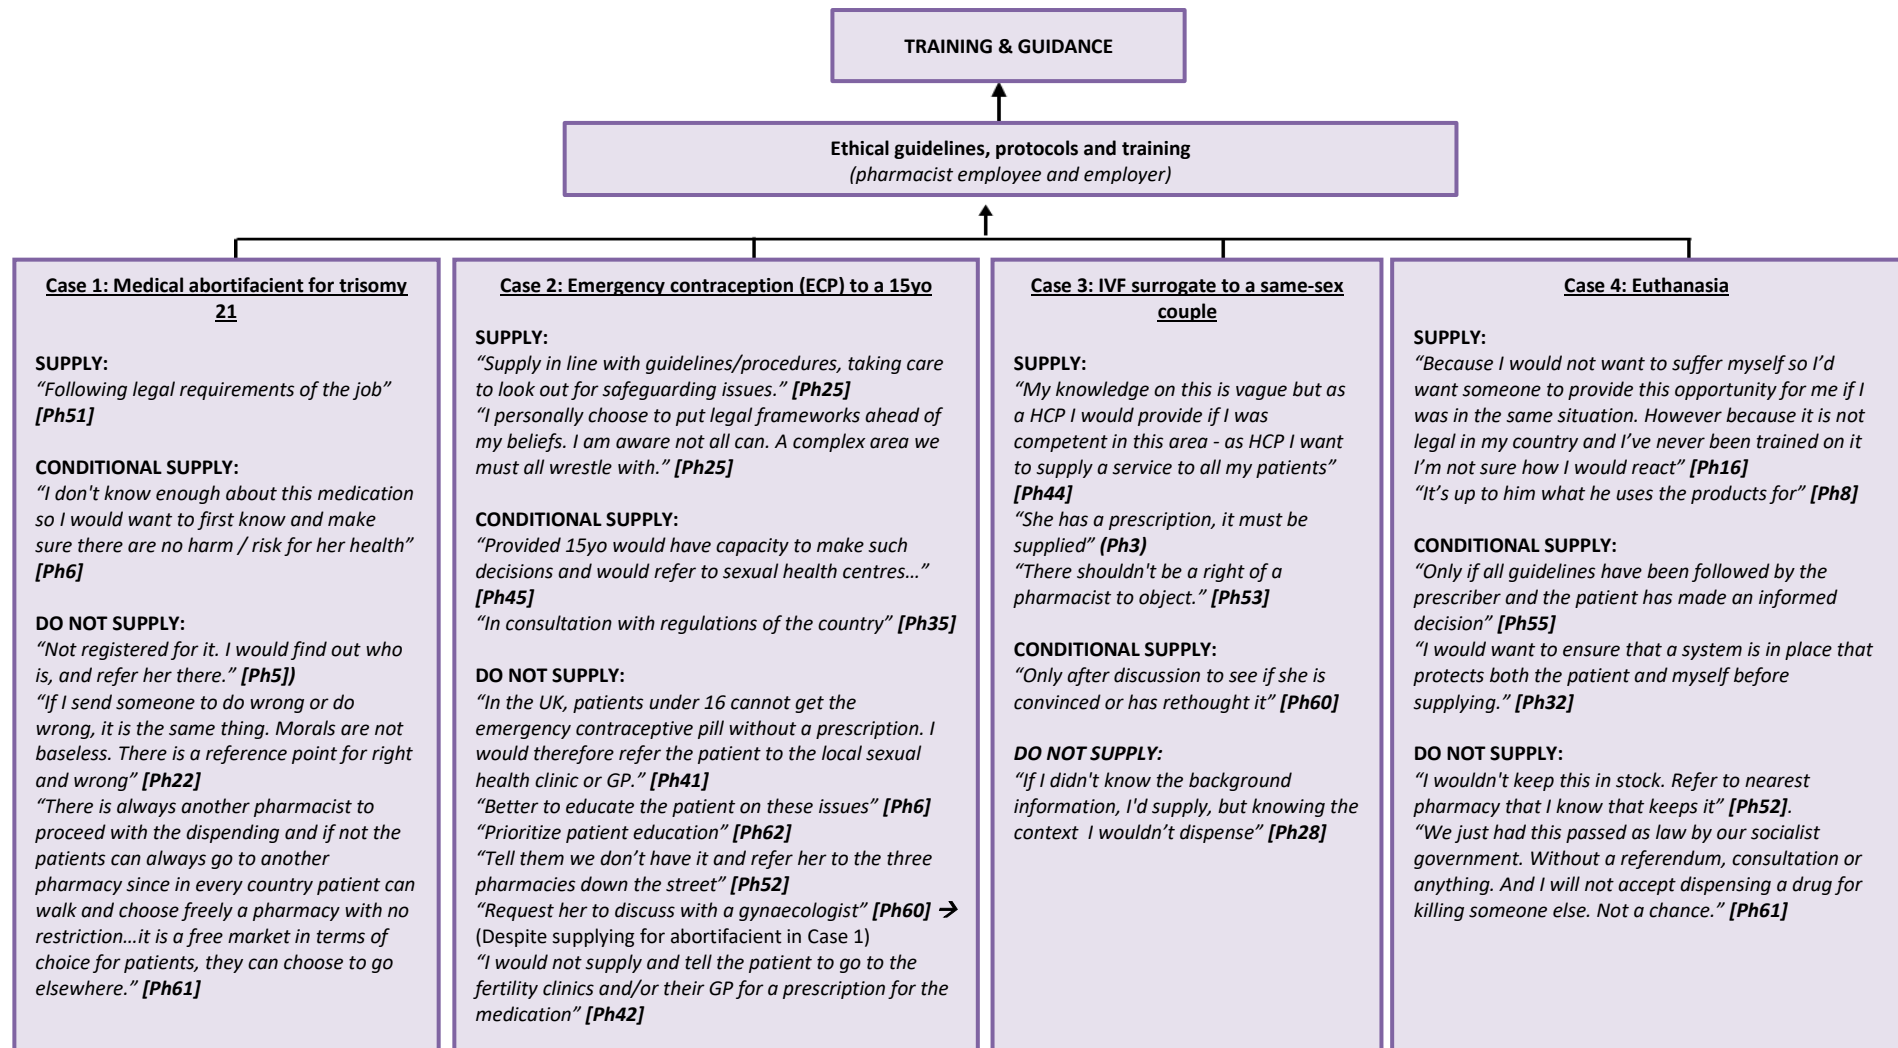 TRAINING & GUIDANCE
Ethical guidelines, protocols and training
(pharmacist employee and employer)
Case 1: Medical abortifacient for trisomy
21
SUPPLY:
“Following legal requirements of the job”
[Ph51]
CONDITIONAL SUPPLY:
“I don't know enough about this medication
so I would want to first know and make
sure there are no harm / risk for her health”
[Ph6]
DO NOT SUPPLY:
“Not registered for it. I would find out who
is, and refer her there.” [Ph5])
“If I send someone to do wrong or do
wrong, it is the same thing. Morals are not
baseless. There is a reference point for right
and wrong” [Ph22]
“There is always another pharmacist to
proceed with the dispending and if not the
patients can always go to another
pharmacy since in every country patient can
walk and choose freely a pharmacy with no
restriction…it is a free market in terms of
choice for patients, they can choose to go
elsewhere.” [Ph61]
Case 2: Emergency contraception (ECP) to a 15yo
SUPPLY:
“Supply in line with guidelines/procedures, taking care
to look out for safeguarding issues.” [Ph25]
“I personally choose to put legal frameworks ahead of
my beliefs. I am aware not all can. A complex area we
must all wrestle with.” [Ph25]
CONDITIONAL SUPPLY:
“Provided 15yo would have capacity to make such
decisions and would refer to sexual health centres…”
[Ph45]
“In consultation with regulations of the country” [Ph35]
DO NOT SUPPLY:
“In the UK, patients under 16 cannot get the
emergency contraceptive pill without a prescription. I
would therefore refer the patient to the local sexual
health clinic or GP.” [Ph41]
“Better to educate the patient on these issues” [Ph6]
“Prioritize patient education” [Ph62]
“Tell them we don’t have it and refer her to the three
pharmacies down the street” [Ph52]
“Request her to discuss with a gynaecologist” [Ph60] →
(Despite supplying for abortifacient in Case 1)
“I would not supply and tell the patient to go to the
fertility clinics and/or their GP for a prescription for the
medication” [Ph42]
Case 3: IVF surrogate to a same-sex
couple
SUPPLY:
“My knowledge on this is vague but as
a HCP I would provide if I was
competent in this area - as HCP I want
to supply a service to all my patients”
[Ph44]
“She has a prescription, it must be
supplied” (Ph3)
“There shouldn't be a right of a
pharmacist to object.” [Ph53]
CONDITIONAL SUPPLY:
“Only after discussion to see if she is
convinced or has rethought it” [Ph60]
DO NOT SUPPLY:
“If I didn't know the background
information, I'd supply, but knowing the
context I wouldn’t dispense” [Ph28]
Case 4: Euthanasia
SUPPLY:
“Because I would not want to suffer myself so I’d
want someone to provide this opportunity for me if I
was in the same situation. However because it is not
legal in my country and I’ve never been trained on it
I’m not sure how I would react” [Ph16]
“It’s up to him what he uses the products for” [Ph8]
CONDITIONAL SUPPLY:
“Only if all guidelines have been followed by the
prescriber and the patient has made an informed
decision” [Ph55]
“I would want to ensure that a system is in place that
protects both the patient and myself before
supplying.” [Ph32]
DO NOT SUPPLY:
“I wouldn't keep this in stock. Refer to nearest
pharmacy that I know that keeps it” [Ph52].
“We just had this passed as law by our socialist
government. Without a referendum, consultation or
anything. And I will not accept dispensing a drug for
killing someone else. Not a chance.” [Ph61]